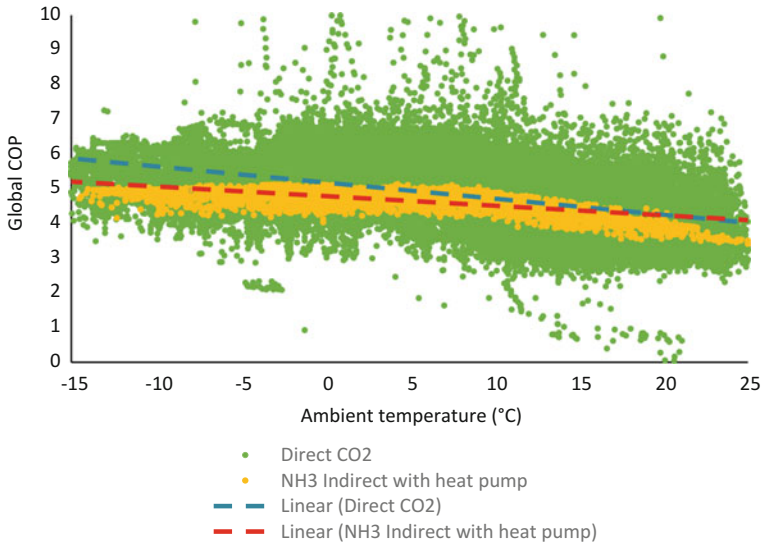 10
9
8
7
6
5
4
3
2
1
0
Global COP
-15 -10 -5 0 5 10 15 20 25
Ambient temperature (°C)
Direct CO2
NH3 Indirect with heat pump
Linear (Direct CO2)
Linear (NH3 Indirect with heat pump)